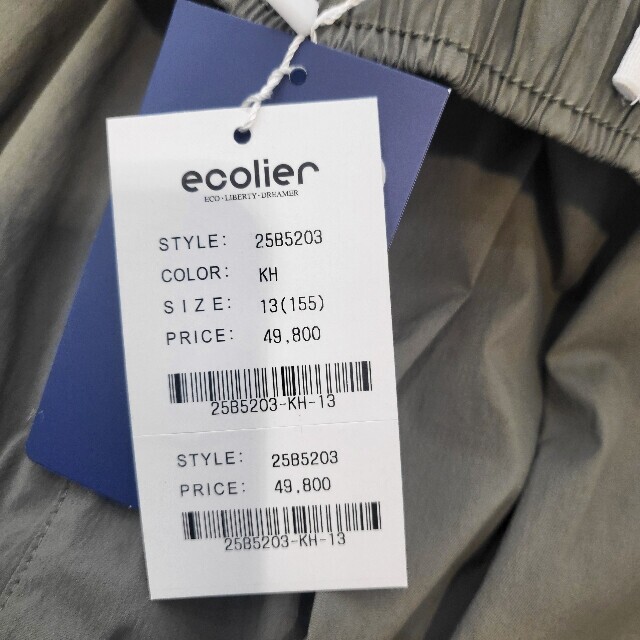 ecolier
ECO · LIBERTY · DREAMER
STYLE: 25B5203
COLOR: KH
SIZE: 13(155)
PRICE: 49,800
25B5203-KH-13
STYLE: 25B5203
PRICE: 49,800
25B5203-KH-13